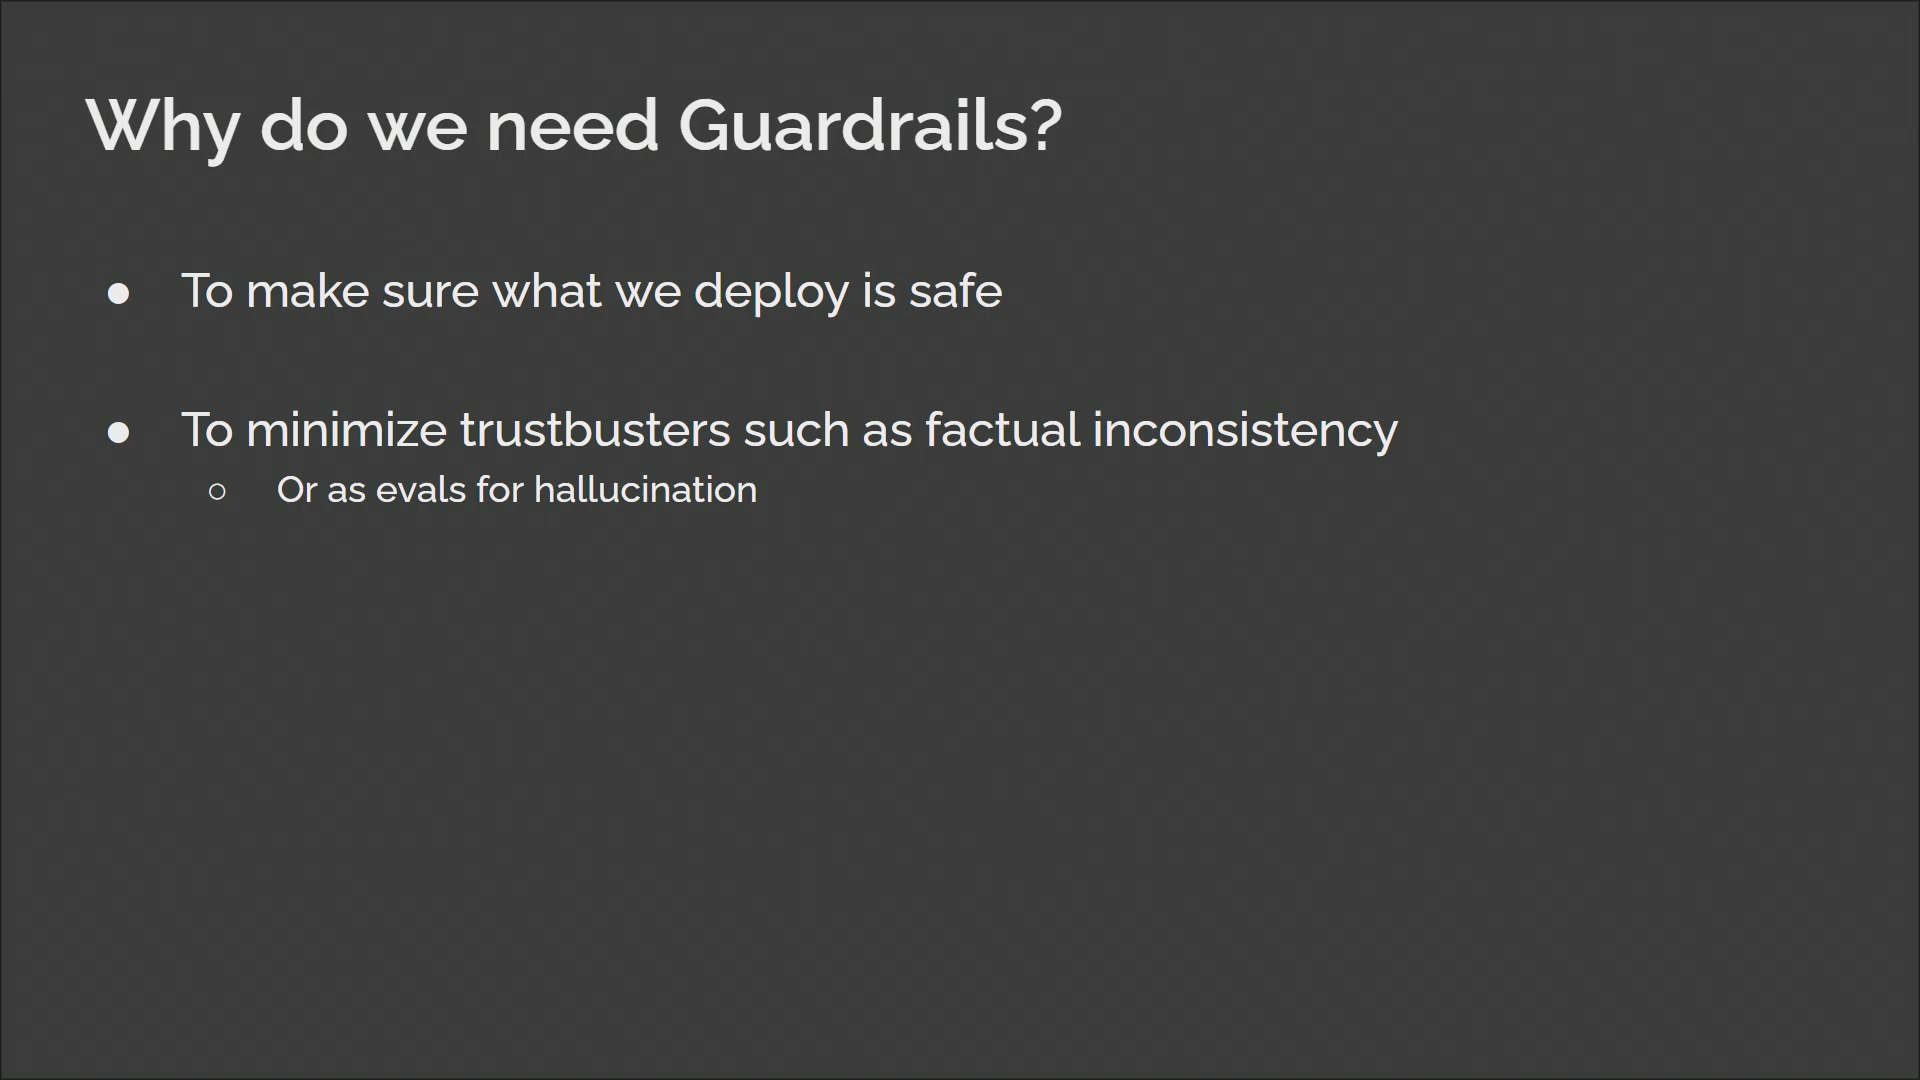 Why do we need Guardrails?
● To make sure what we deploy is safe
● To minimize trustbusters such as factual inconsistency
○ Or as evals for hallucination